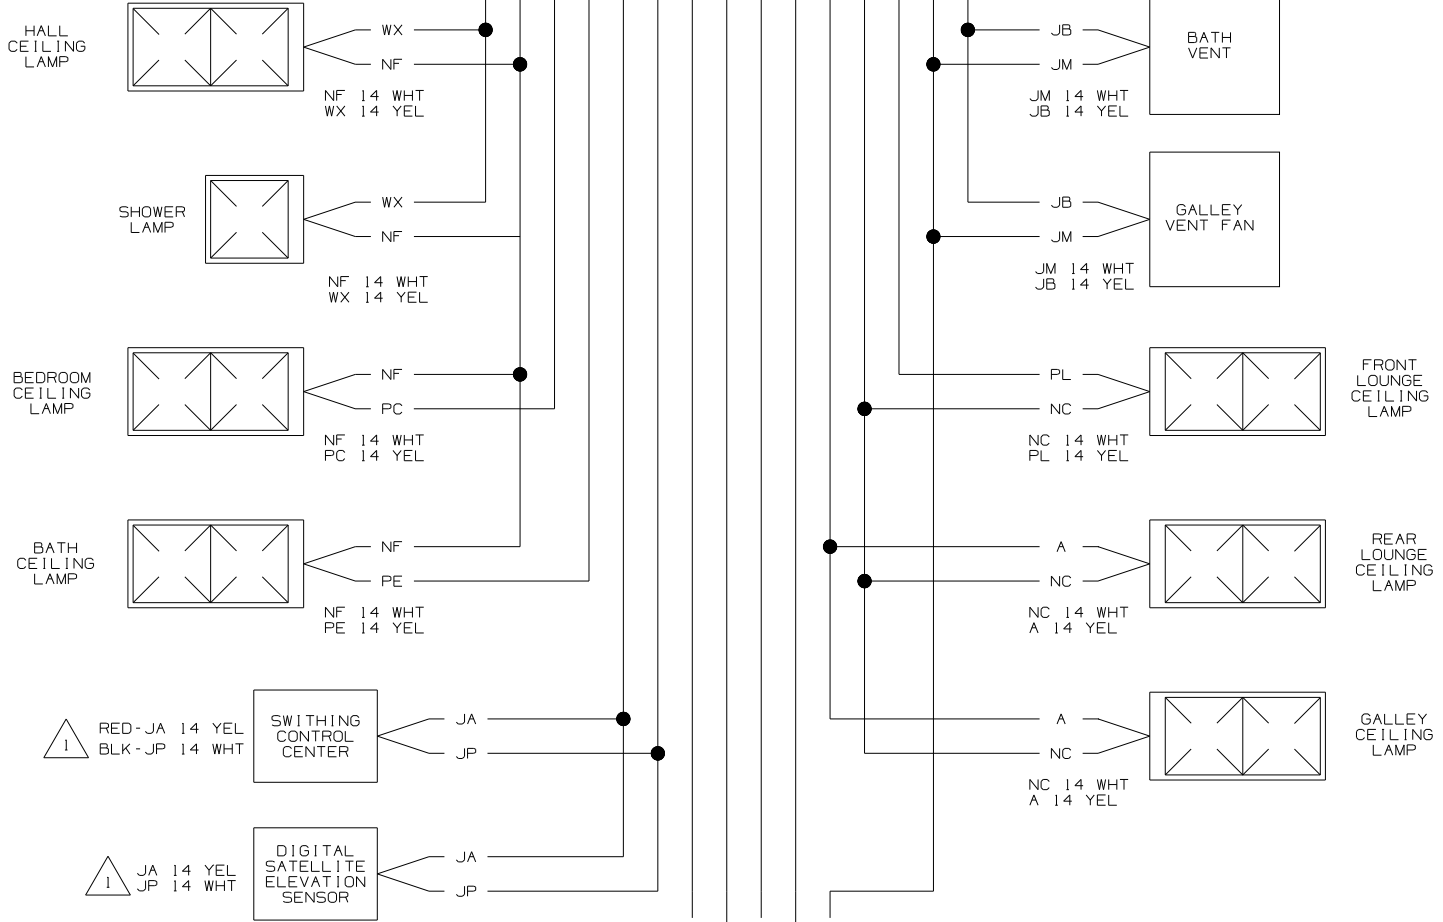 HALL
CEILING
LAMP
WX
NF
NF 14 WHT
WX 14 YEL
SHOWER
LAMP
WX
NF
NF 14 WHT
WX 14 YEL
BEDROOM
CEILING
LAMP
NF
PC
NF 14 WHT
PC 14 YEL
BATH
CEILING
LAMP
NF
PE
NF 14 WHT
PE 14 YEL
1
RED-JA 14 YEL
BLK-JP 14 WHT
SWITHING
CONTROL
CENTER
JA
JP
1
JA 14 YEL
JP 14 WHT
DIGITAL
SATELLITE
ELEVATION
SENSOR
JA
JP
JB
JM
BATH
VENT
JM 14 WHT
JB 14 YEL
JB
JM
GALLEY
VENT FAN
JM 14 WHT
JB 14 YEL
PL
NC
FRONT
LOUNGE
CEILING
LAMP
NC 14 WHT
PL 14 YEL
A
NC
REAR
LOUNGE
CEILING
LAMP
NC 14 WHT
A 14 YEL
A
NC
GALLEY
CEILING
LAMP
NC 14 WHT
A 14 YEL